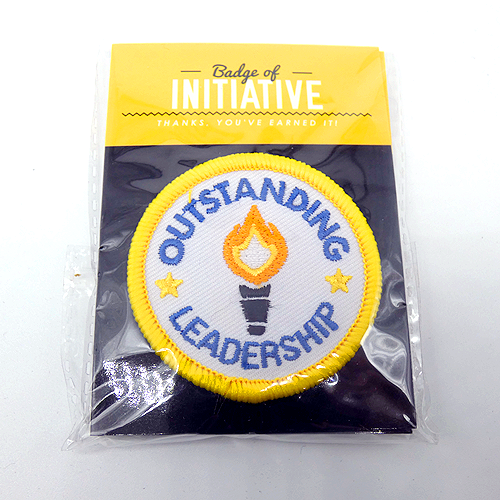 Badge of
INITIATIVE
THANKS, YOU'VE EARNED IT!
OUTSTANDING
LEADERSHIP